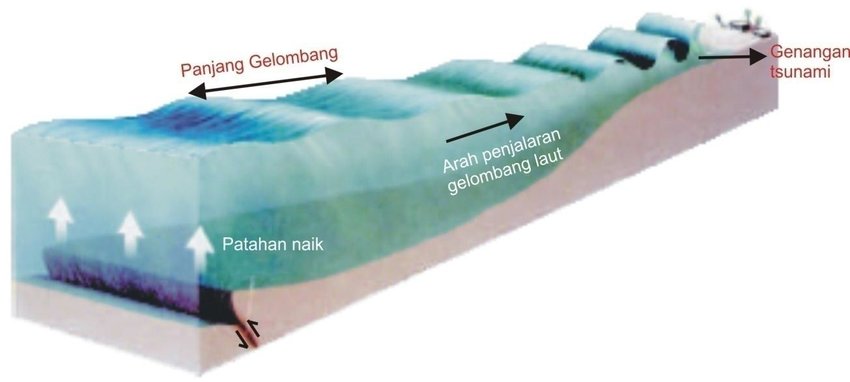 Panjang Gelombang
Genangan
tsunami
Arah penjalaran
gelombang laut
Patahan naik